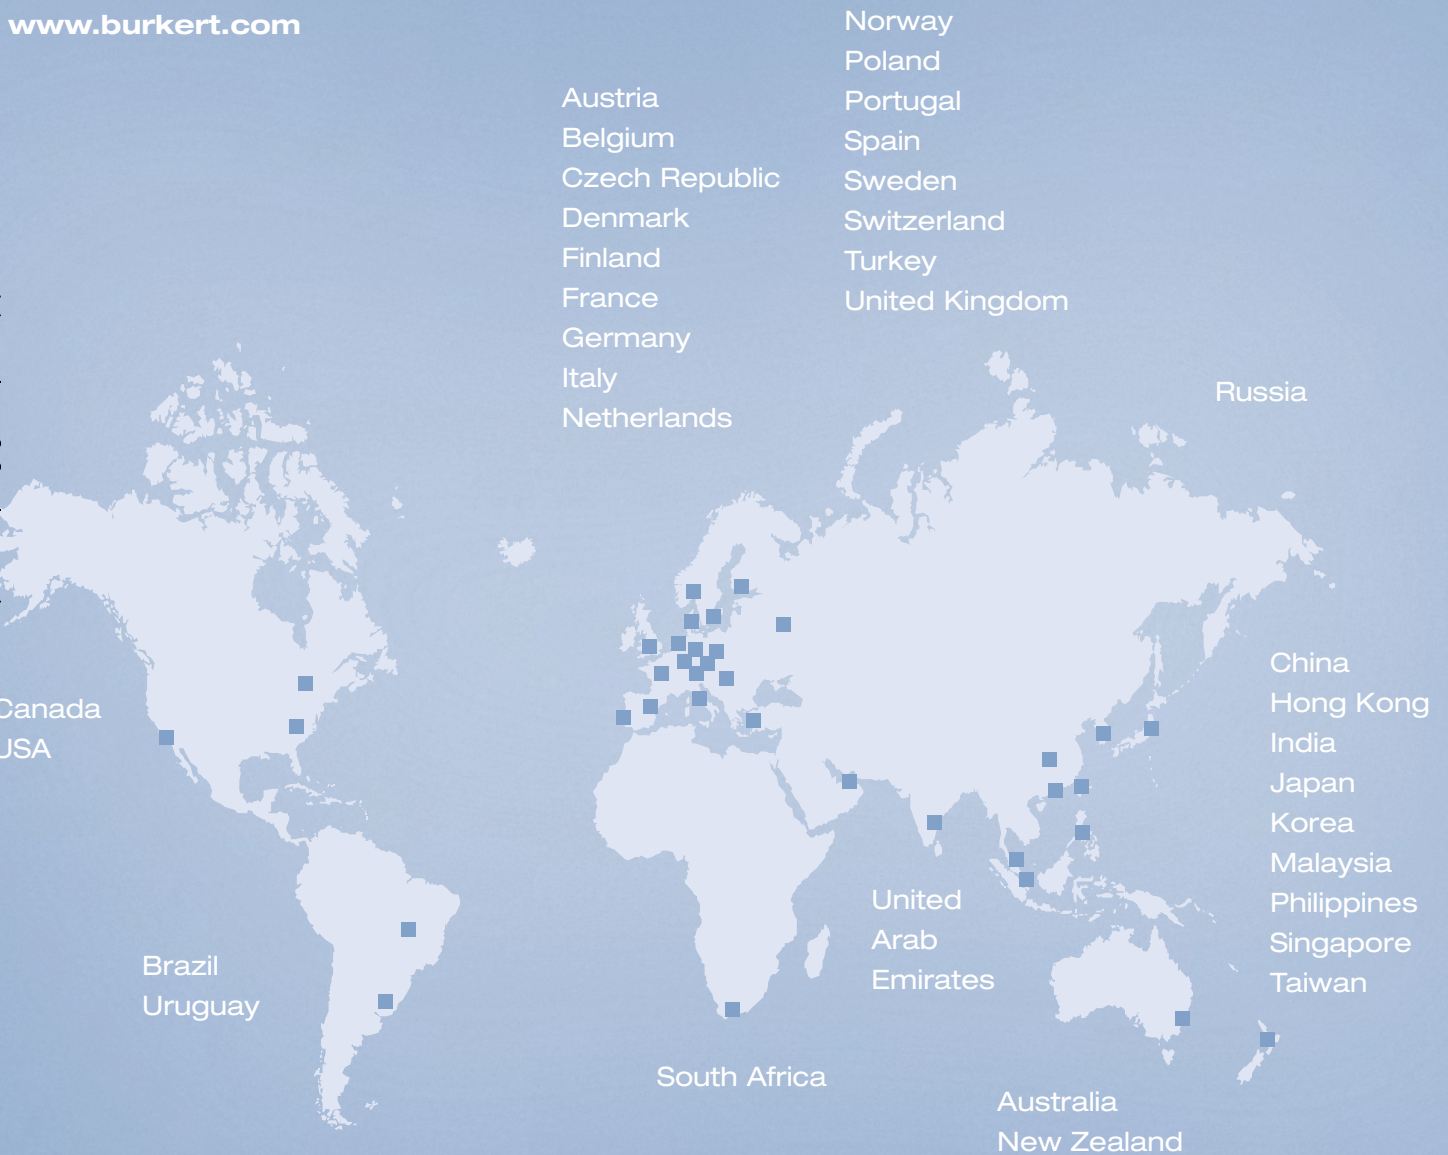 www.burkert.com
Austria
Belgium
Czech Republic
Denmark
Finland
France
Germany
Italy
Netherlands
Norway
Poland
Portugal
Spain
Sweden
Switzerland
Turkey
United Kingdom
Russia
Canada
USA
China
Hong Kong
India
Japan
Korea
Malaysia
Philippines
Singapore
Taiwan
Brazil
Uruguay
United
Arab
Emirates
South Africa
Australia
New Zealand